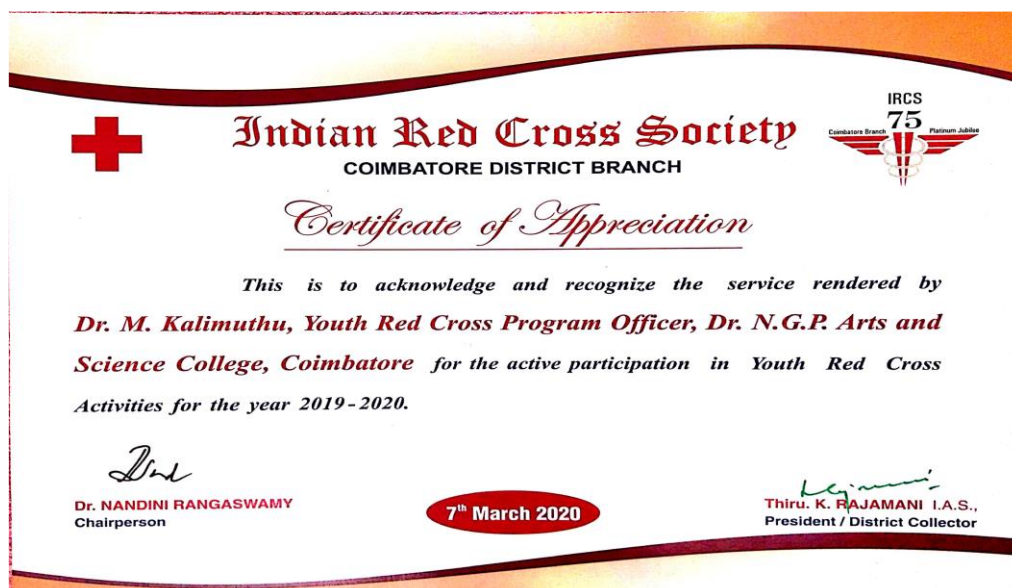 IRCS
75
Coimbatore Branch Platinum Jubilee
Indian Red Cross Society
COIMBATORE DISTRICT BRANCH
Certificate of Appreciation
This is to acknowledge and recognize the service rendered by
Dr. M. Kalimuthu, Youth Red Cross Program Officer, Dr. N.G.P. Arts and
Science College, Coimbatore for the active participation in Youth Red Cross
Activities for the year 2019-2020.
Dr. NANDINI RANGASWAMY
Chairperson
7th March 2020
Thiru. K. RAJAMANI I.A.S.,
President / District Collector